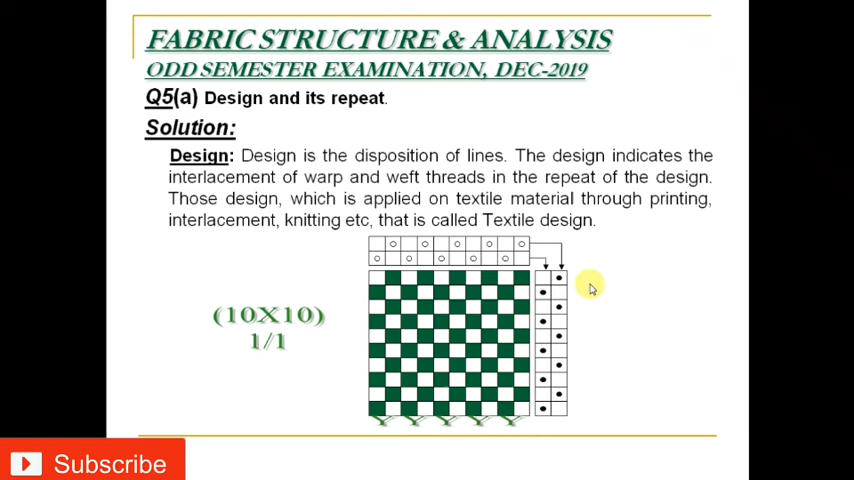 FABRIC STRUCTURE & ANALYSIS
ODD SEMESTER EXAMINATION, DEC-2019
Q5(a) Design and its repeat.
Solution:
Design: Design is the disposition of lines. The design indicates the
interlacement of warp and weft threads in the repeat of the design.
Those design, which is applied on textile material through printing,
interlacement, knitting etc, that is called Textile design.
(10X10)
1/1
Y Y Y Y Y
Subscribe